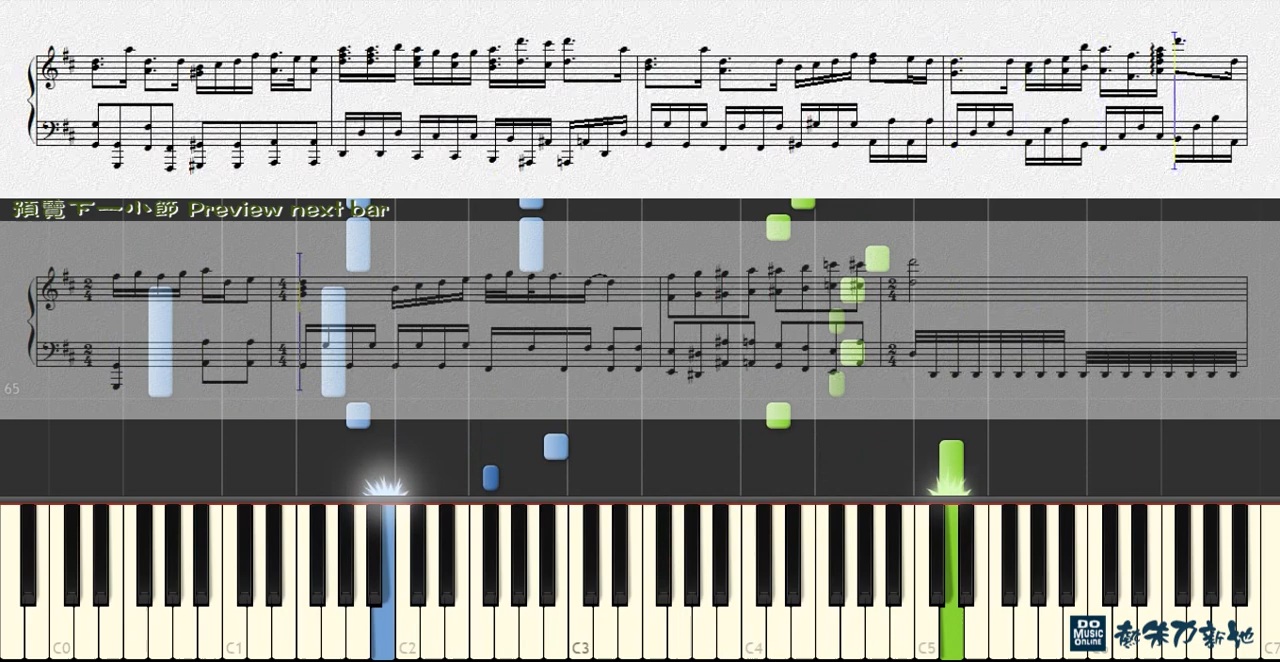 預覽下一小節 Preview next bar
65
C0 C1 C2 C3 C4 C5 C7
DO
MUSIC
ONLINE